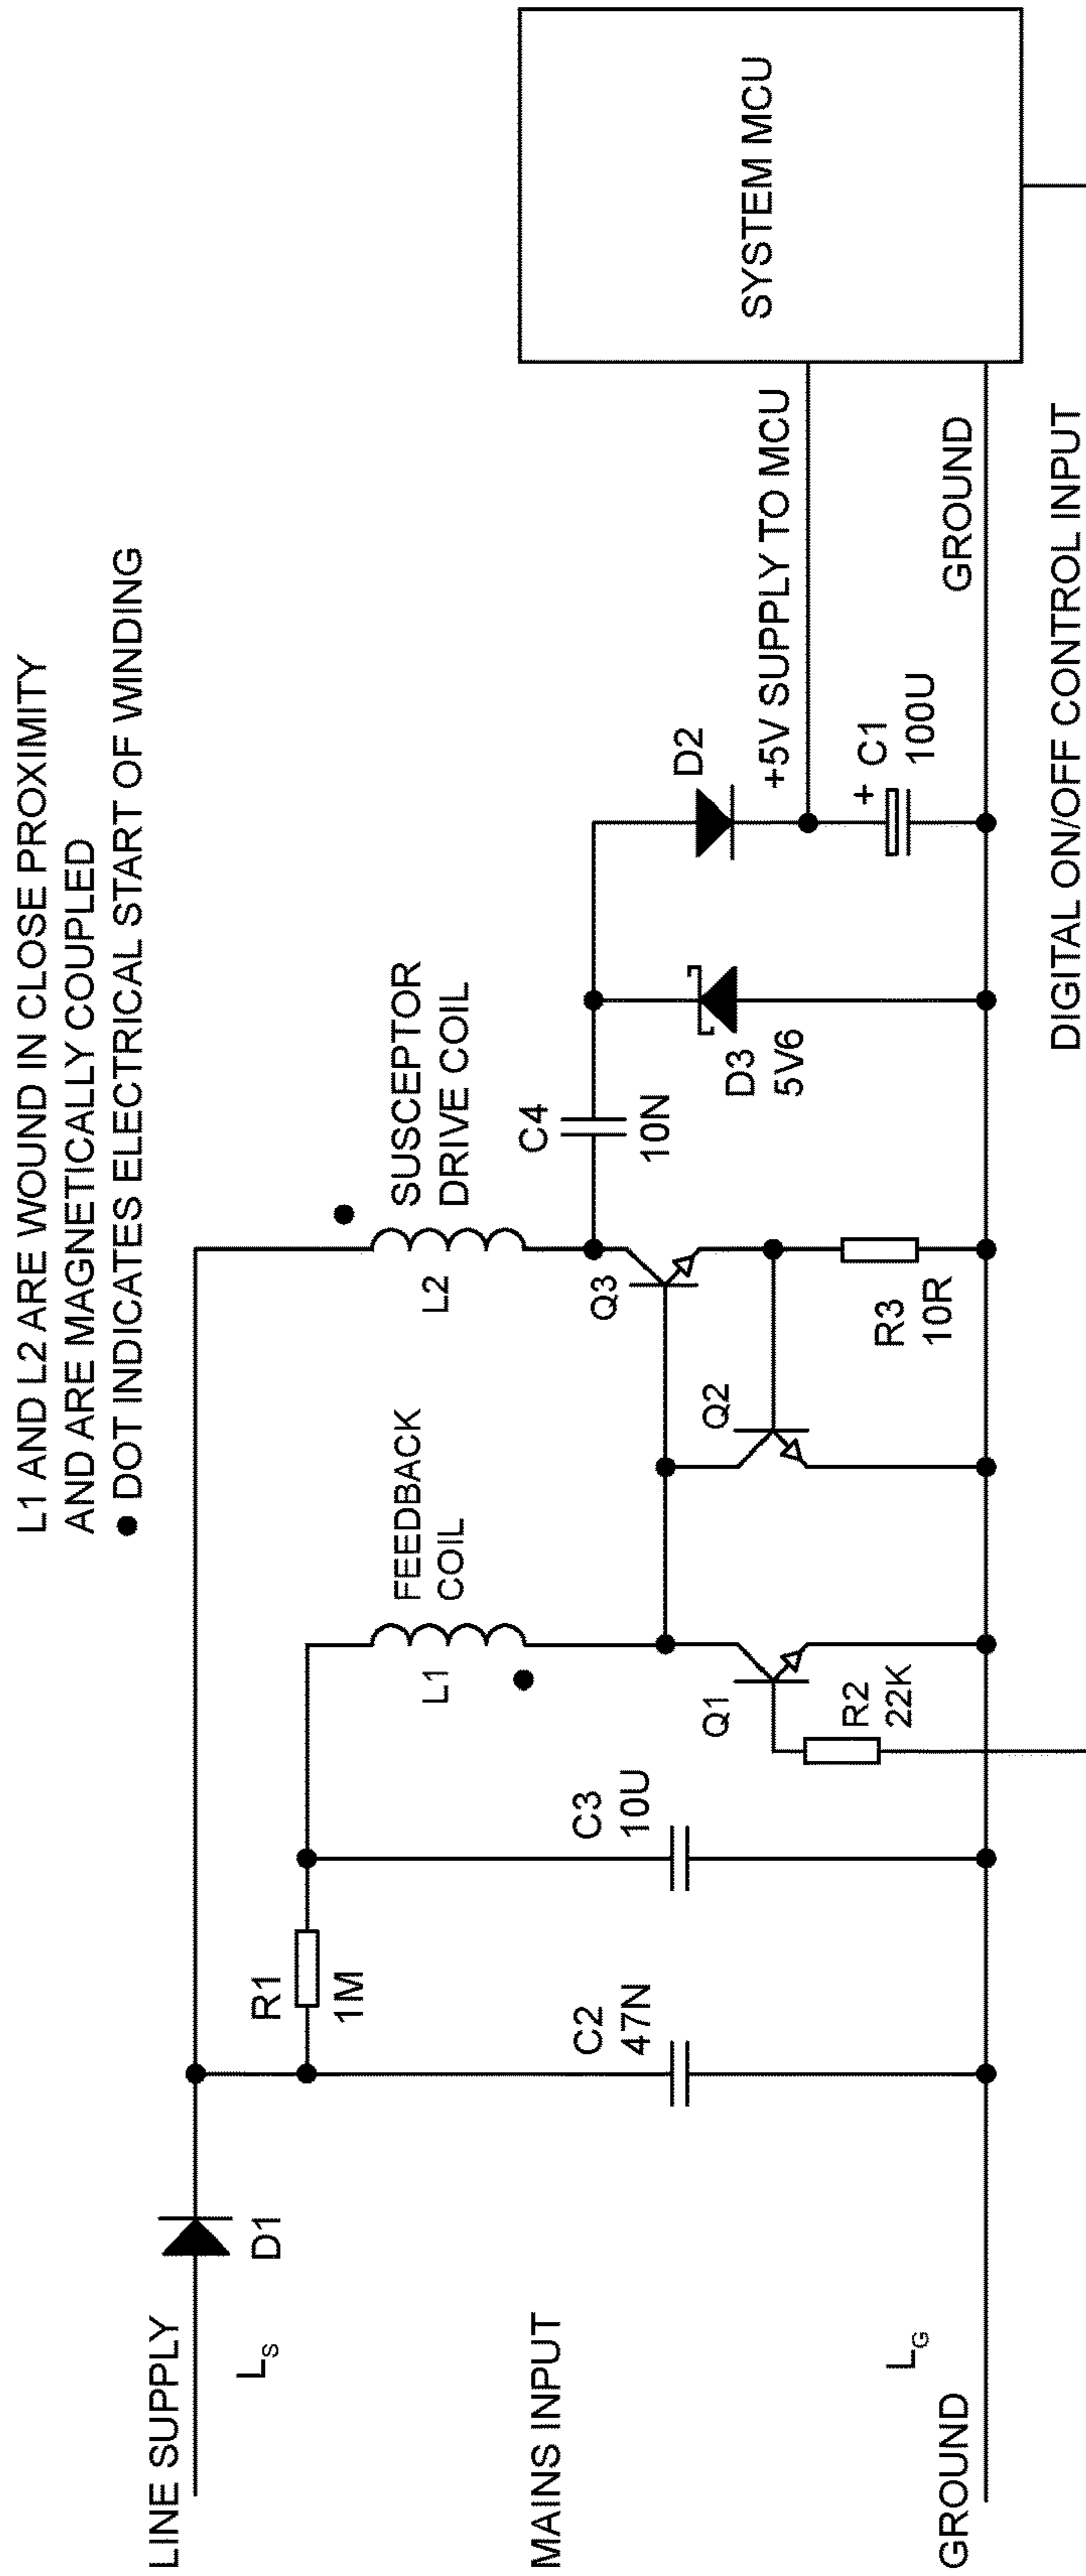 L1 AND L2 ARE WOUND IN CLOSE PROXIMITY
AND ARE MAGNETICALLY COUPLED
● DOT INDICATES ELECTRICAL START OF WINDING
LINE SUPPLY
L_S
D1
R1
1M
MAINS INPUT
C2
47N
C3
10U
L1
FEEDBACK
COIL
Q1
R2
22K
Q2
L2
SUSCEPTOR
DRIVE COIL
Q3
R3
10R
C4
10N
D3
5V6
D2
+5V SUPPLY TO MCU
+
C1
100U
SYSTEM MCU
GROUND
L_G
GROUND
DIGITAL ON/OFF CONTROL INPUT